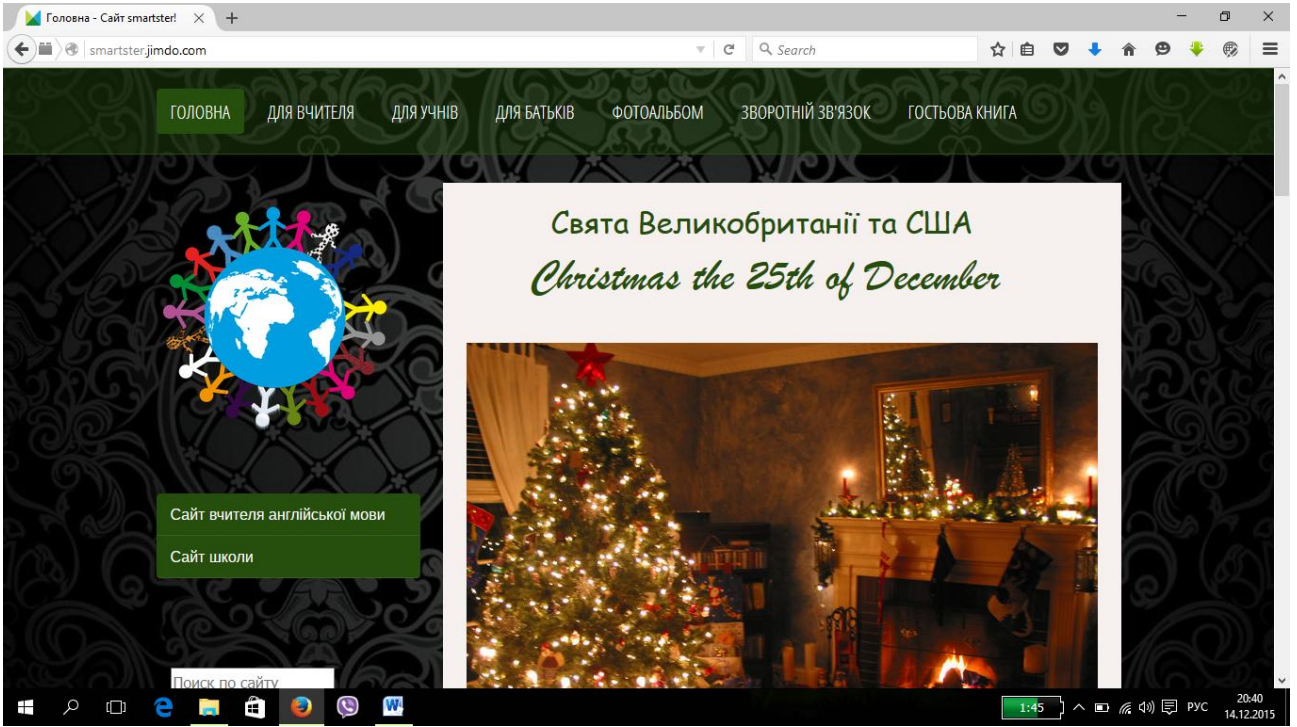 Головна - Сайт smartster!
smartster.jimdo.com
Search
ГОЛОВНА ДЛЯ ВЧИТЕЛЯ ДЛЯ УЧНІВ ДЛЯ БАТЬКІВ ФОТОАЛЬБОМ ЗВОРОТНІЙ ЗВ'ЯЗОК ГОСТЬОВА КНИГА
Свята Великобританії та США
Christmas the 25th of December
Сайт вчителя англійської мови
Сайт школи
Поиск по сайту
1:45
РУС
20:40
14.12.2015